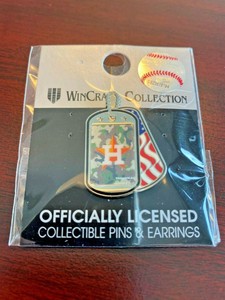 WINCRAFT COLLECTION
H
OFFICIALLY LICENSED
COLLECTIBLE PINS & EARRINGS